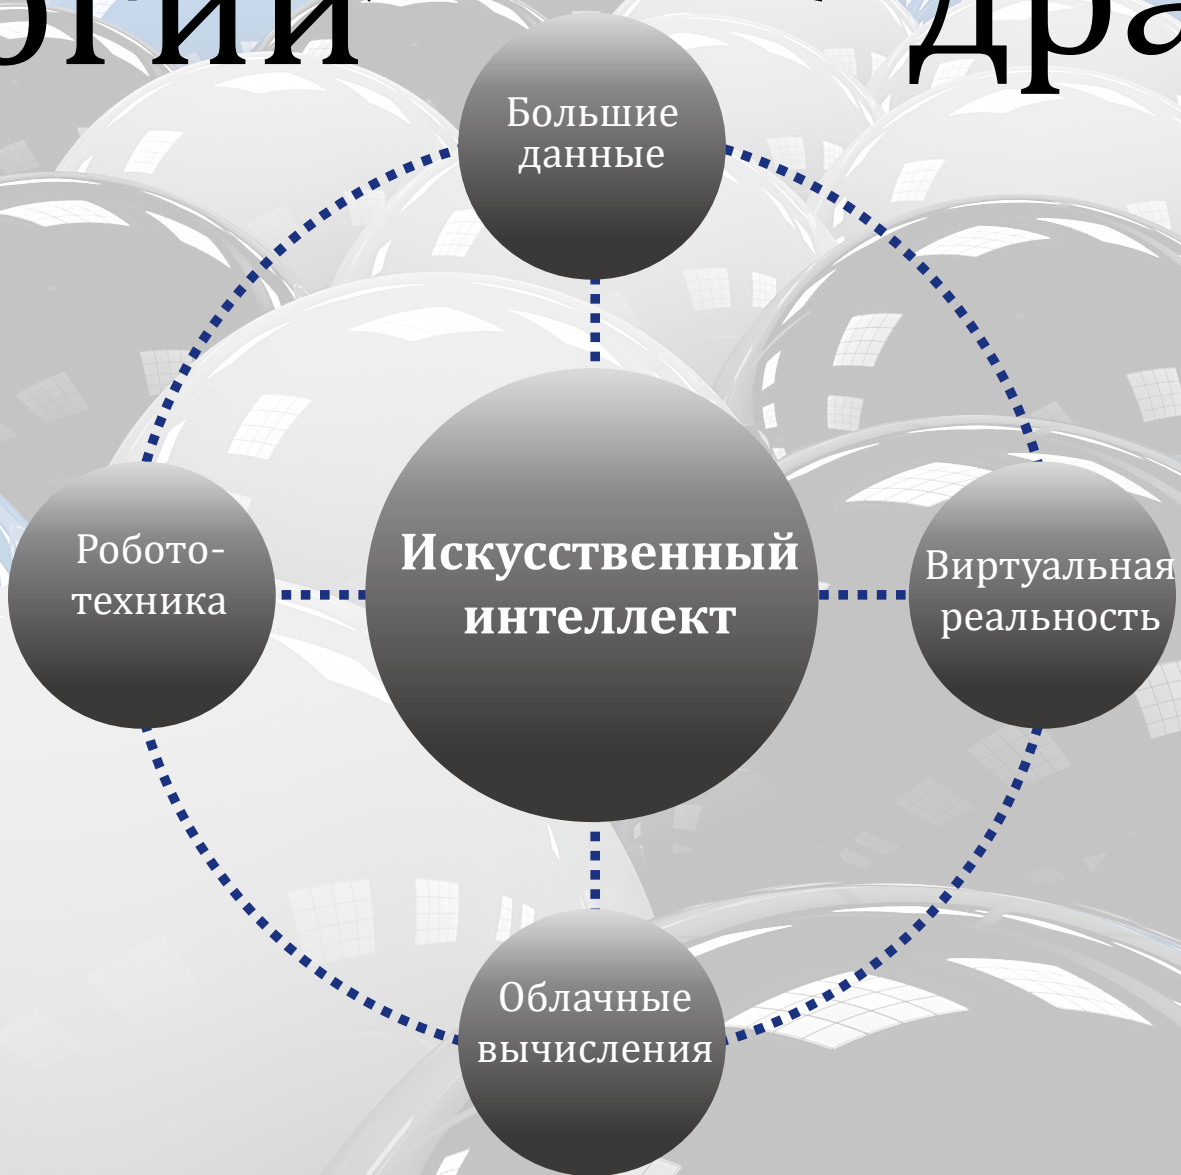 Большие
данные
Робото-
техника
Искусственный
интеллект
Виртуальная
реальность
Облачные
вычисления